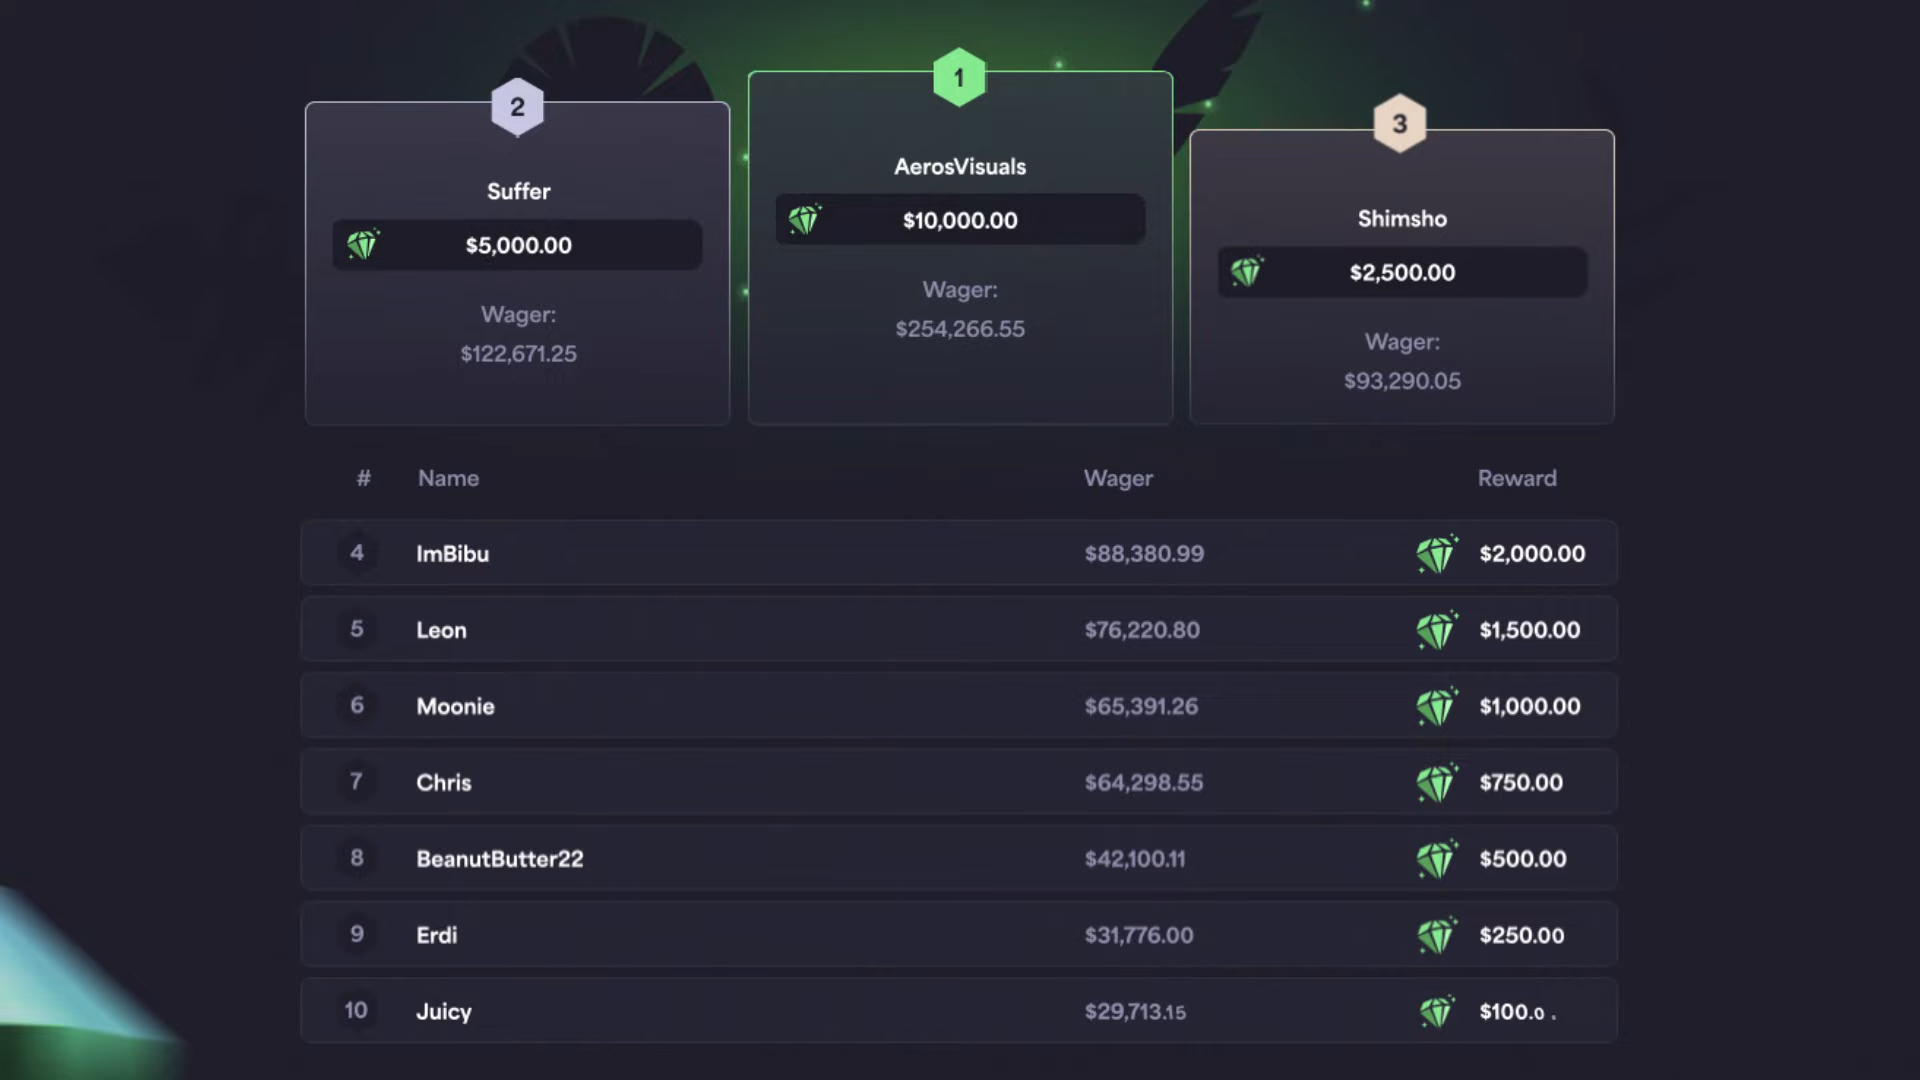 2
Suffer
$5,000.00
Wager:
$122,671.25
1
AerosVisuals
$10,000.00
Wager:
$254,266.55
3
Shimsho
$2,500.00
Wager:
$93,290.05
# Name Wager Reward
4 ImBibu $88,380.99 $2,000.00
5 Leon $76,220.80 $1,500.00
6 Moonie $65,391.26 $1,000.00
7 Chris $64,298.55 $750.00
8 BeanutButter22 $42,100.11 $500.00
9 Erdi $31,776.00 $250.00
10 Juicy $29,713.15 $100.0